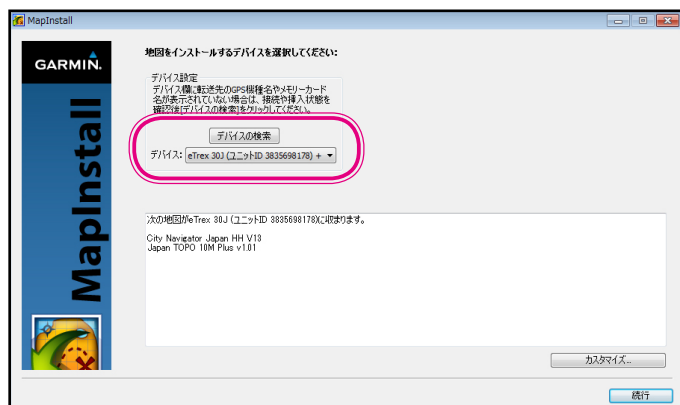 MapInstall
GARMIN.
MapInstall
地図をインストールするデバイスを選択してください:
デバイス設定
デバイス欄に転送先のGPS機種名やメモリーカード
名が表示されていない場合は、接続や挿入状態を
確認後[デバイスの検索]をクリックしてください。
デバイスの検索
デバイス: eTrex 30J (ユニットID 3835698178) +
次の地図がeTrex 30J (ユニットID 3835698178)に収まります。
City Navigator Japan HH V13
Japan TOPO 10M Plus v1.01
カスタマイズ...
続行